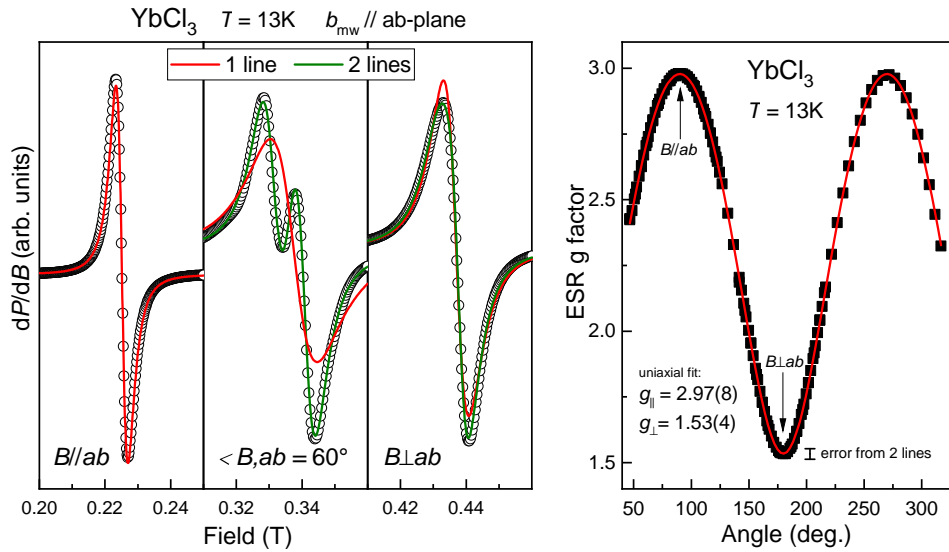 YbCl₃ T = 13K b_mw // ab-plane
1 line 2 lines
dP/dB (arb. units)
B//ab
< B,ab = 60°
B⊥ab
0.20 0.22 0.24 0.32 0.34 0.42 0.44
Field (T)
YbCl₃
T = 13K
ESR g factor
3.0
2.5
2.0
1.5
B//ab
B⊥ab
uniaxial fit:
g_∥ = 2.97(8)
g_⊥= 1.53(4)
error from 2 lines
50 100 150 200 250 300
Angle (deg.)